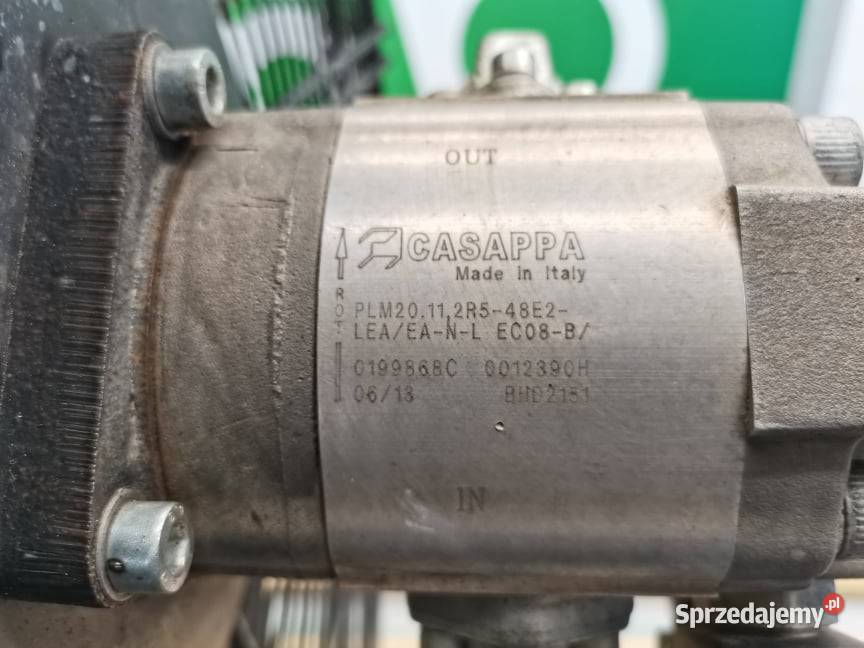 OUT
CASAPPA
Made in Italy
ROT
PLM20.11,2R5-48E2-
LEA/EA-N-L EC08-B/
0199868C 0012390H
06/13 BHD2151
IN
Sprzedajemy.pl